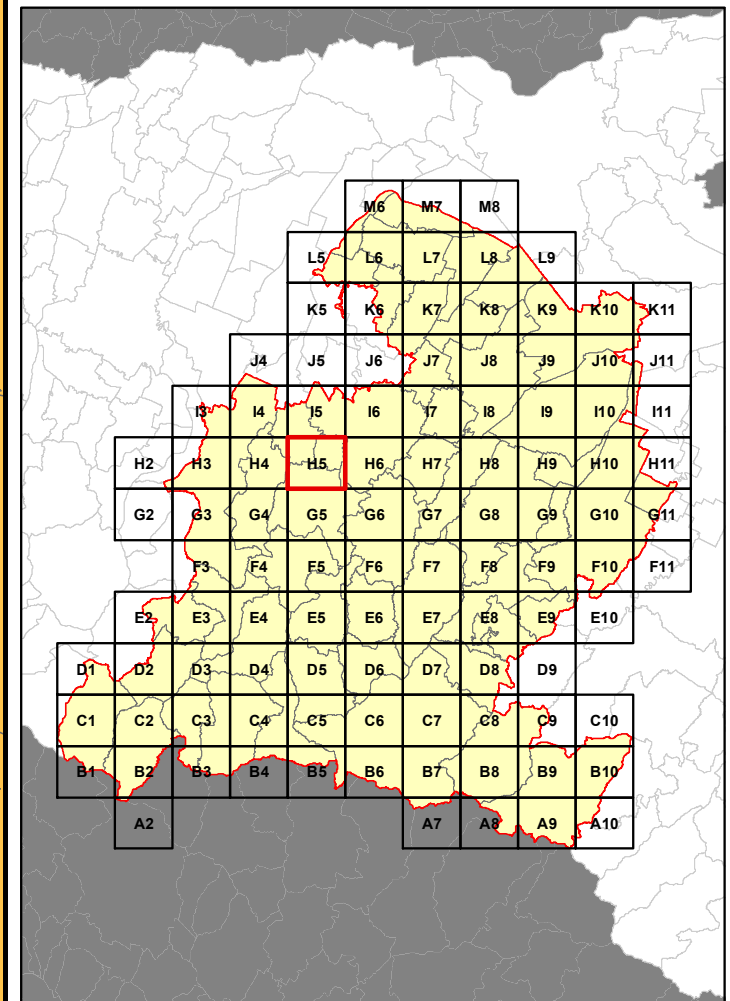 M6 M7 M8
L5 L6 L7 L8 L9
K5 K6 K7 K8 K9 K10 K11
J4 J5 J6 J7 J8 J9 J10 J11
I3 I4 I5 I6 I7 I8 I9 I10 I11
H2 H3 H4 H5 H6 H7 H8 H9 H10 H11
G2 G3 G4 G5 G6 G7 G8 G9 G10 G11
F3 F4 F5 F6 F7 F8 F9 F10 F11
E2 E3 E4 E5 E6 E7 E8 E9 E10
D1 D2 D3 D4 D5 D6 D7 D8 D9
C1 C2 C3 C4 C5 C6 C7 C8 C9 C10
B1 B2 B3 B4 B5 B6 B7 B8 B9 B10
A2 A7 A8 A9 A10